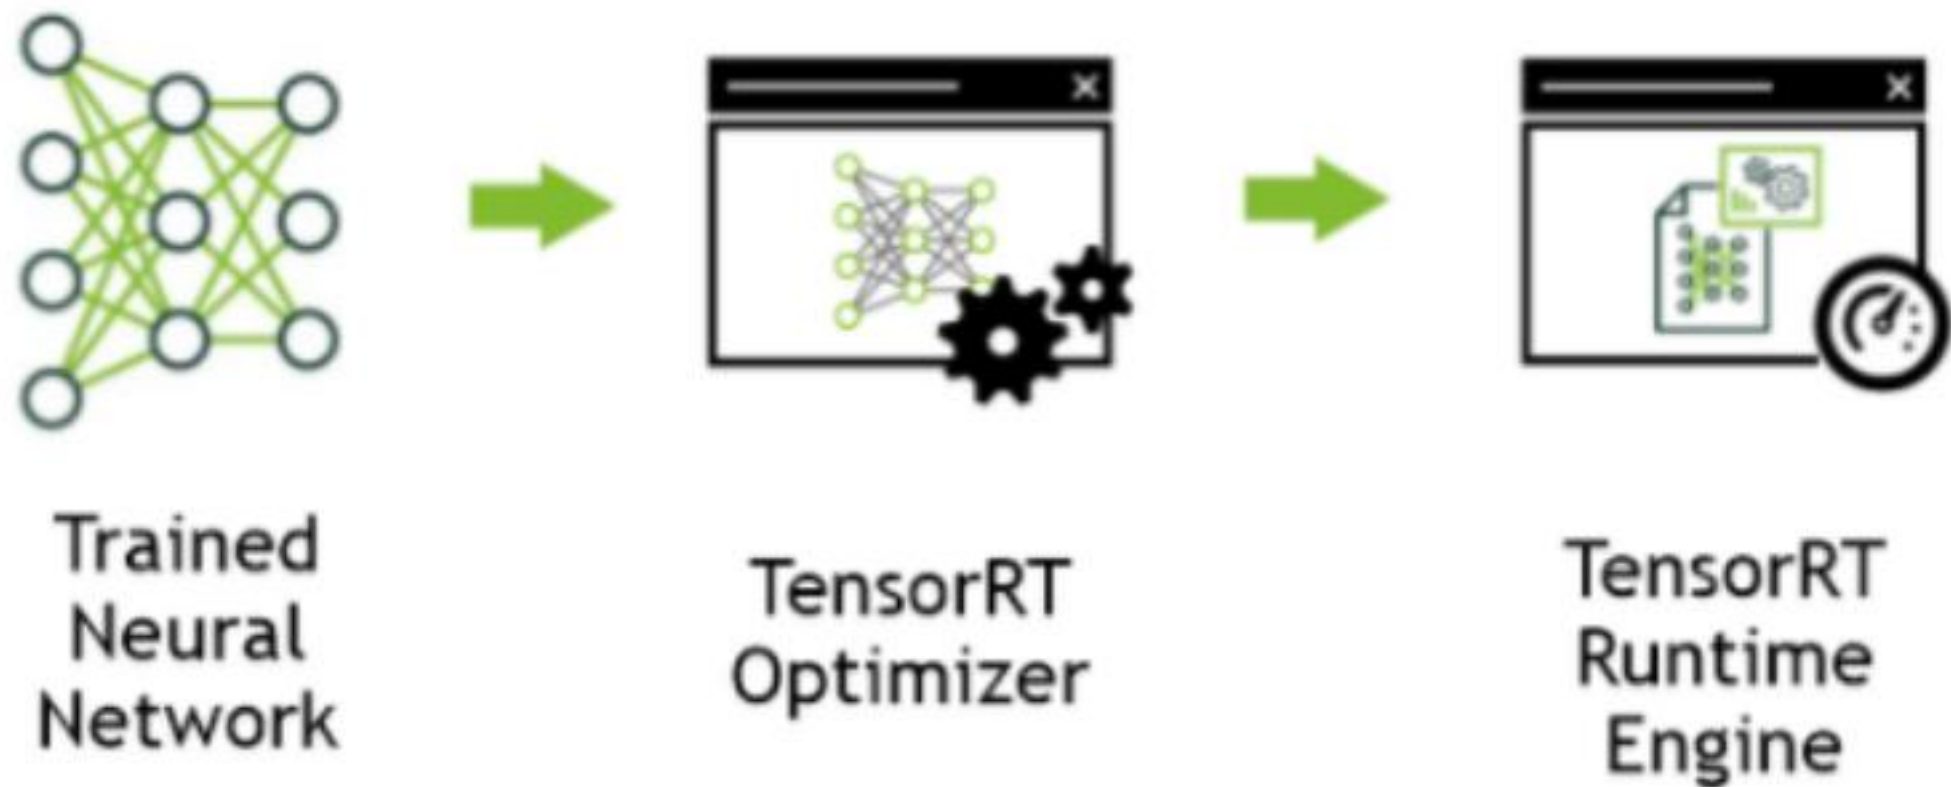 Trained
Neural
Network
TensorRT
Optimizer
TensorRT
Runtime
Engine